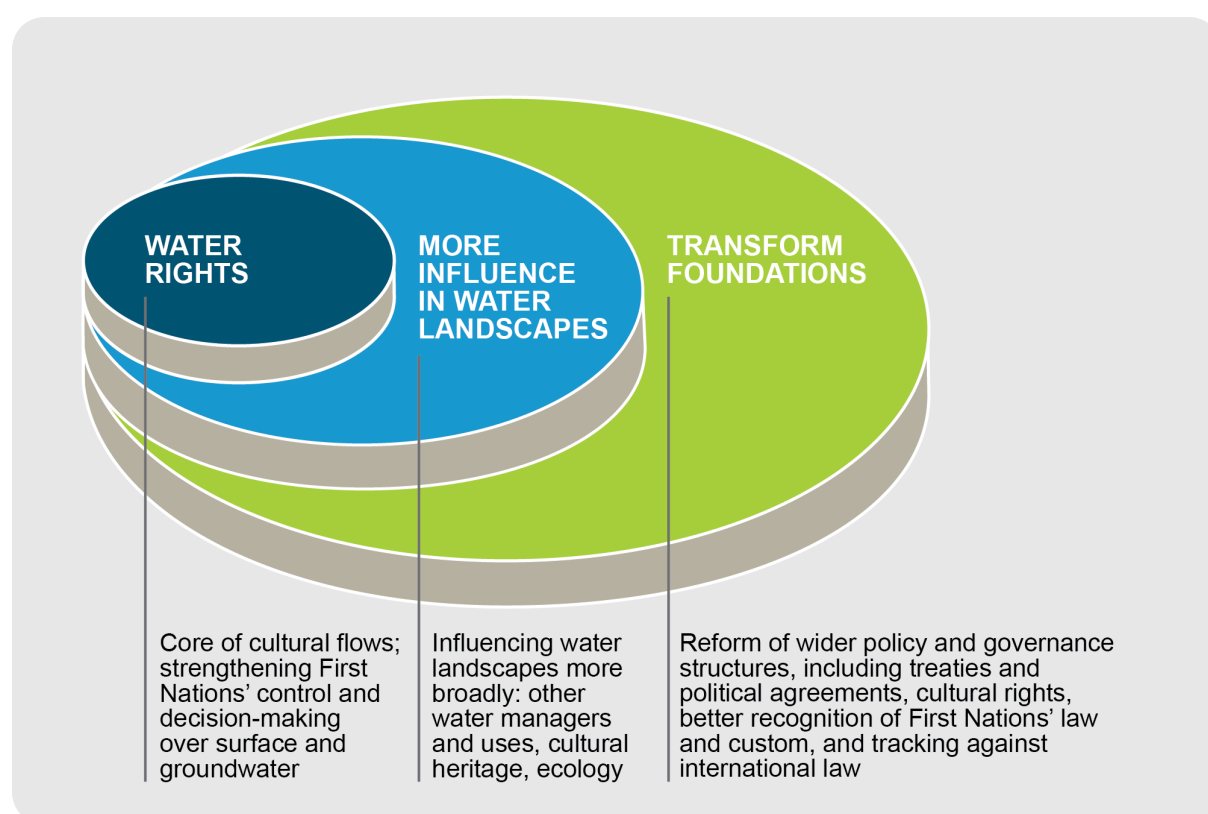 WATER
RIGHTS
MORE
INFLUENCE
IN WATER
LANDSCAPES
TRANSFORM
FOUNDATIONS
Core of cultural flows;
strengthening First
Nations’ control and
decision-making
over surface and
groundwater
Influencing water
landscapes more
broadly: other
water managers
and uses, cultural
heritage, ecology
Reform of wider policy and governance
structures, including treaties and
political agreements, cultural rights,
better recognition of First Nations’ law
and custom, and tracking against
international law